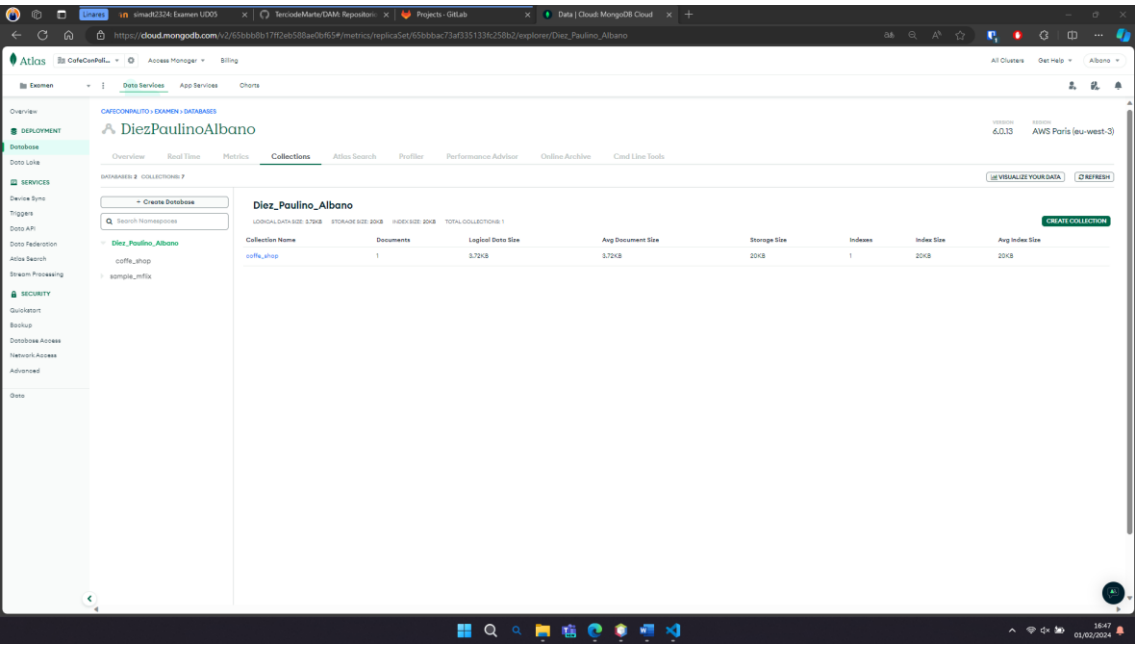 Linares
simadt2324: Examen UD05
TerciodeMarte/DAM: Repositorio
Projects · GitLab
Data | Cloud: MongoDB Cloud
https://cloud.mongodb.com/v2/65bbb8b17ff2eb588ae0bf65#/metrics/replicaSet/65bbbac73af335133fc258b2/explorer/Diez_Paulino_Albano
Atlas
CafeConPali...
Access Manager
Billing
All Clusters
Get Help
Albano
Examen
Data Services
App Services
Charts
Overview
DEPLOYMENT
Database
Data Lake
SERVICES
Device Sync
Triggers
Data API
Data Federation
Atlas Search
Stream Processing
SECURITY
Quickstart
Backup
Database Access
Network Access
Advanced
Goto
CAFECONPALITO > EXAMEN > DATABASES
DiezPaulinoAlbano
VERSION
6.0.13
REGION
AWS Paris (eu-west-3)
Overview
Real Time
Metrics
Collections
Atlas Search
Profiler
Performance Advisor
Online Archive
Cmd Line Tools
DATABASES: 2 COLLECTIONS: 7
VISUALIZE YOUR DATA
REFRESH
+ Create Database
Search Namespaces
Diez_Paulino_Albano
coffe_shop
sample_mflix
Diez_Paulino_Albano
LOGICAL DATA SIZE: 3.72KB STORAGE SIZE: 20KB INDEX SIZE: 20KB TOTAL COLLECTIONS: 1
CREATE COLLECTION
Collection Name Documents Logical Data Size Avg Document Size Storage Size Indexes Index Size Avg Index Size
coffe_shop 1 3.72KB 3.72KB 20KB 1 20KB 20KB
16:47
01/02/2024